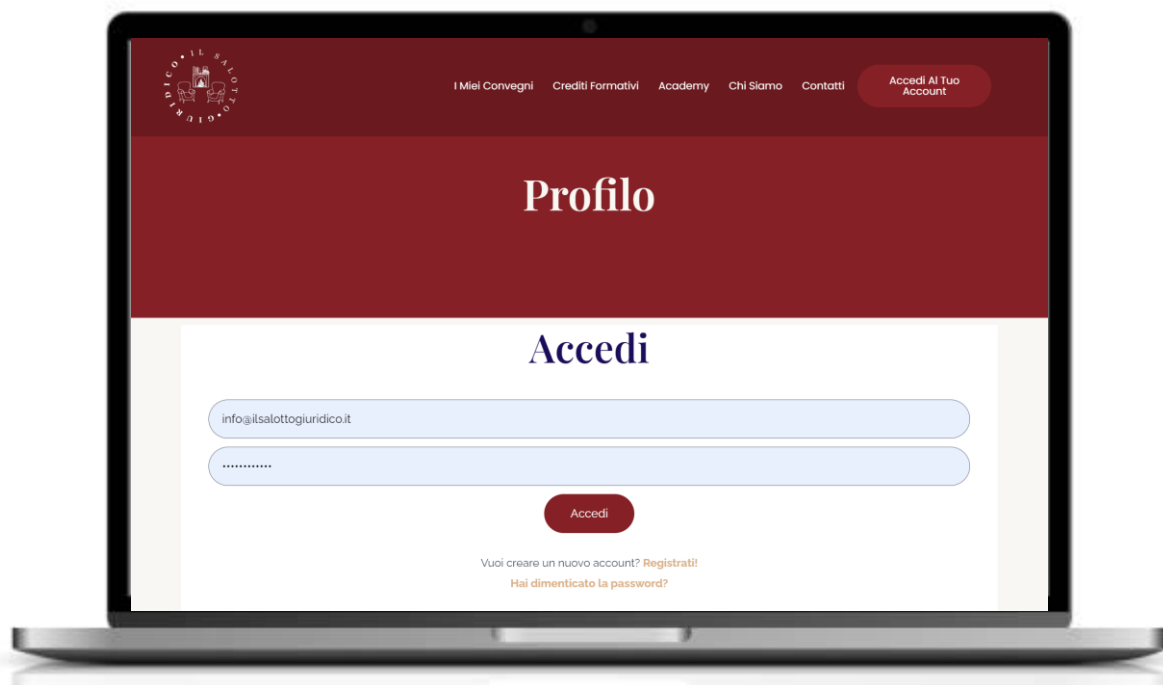 IL SALOTTO GIURIDICO
I Miei Convegni Crediti Formativi Academy Chi Siamo Contatti Accedi Al Tuo
Account
Profilo
Accedi
info@ilsalottogiuridico.it
............
Accedi
Vuoi creare un nuovo account? Registrati!
Hai dimenticato la password?